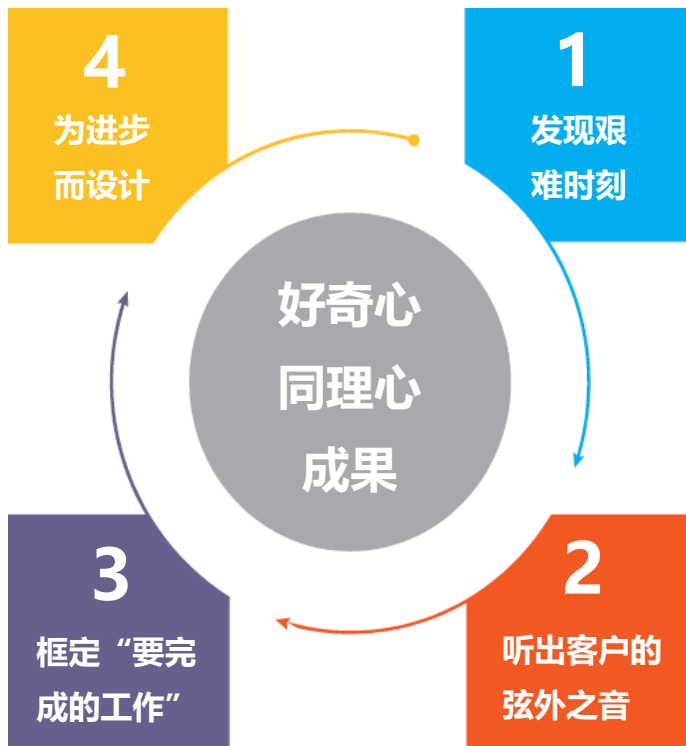 1
发现艰
难时刻
2
听出客户的
弦外之音
3
框定“要完
成的工作”
4
为进步
而设计
好奇心
同理心
成果